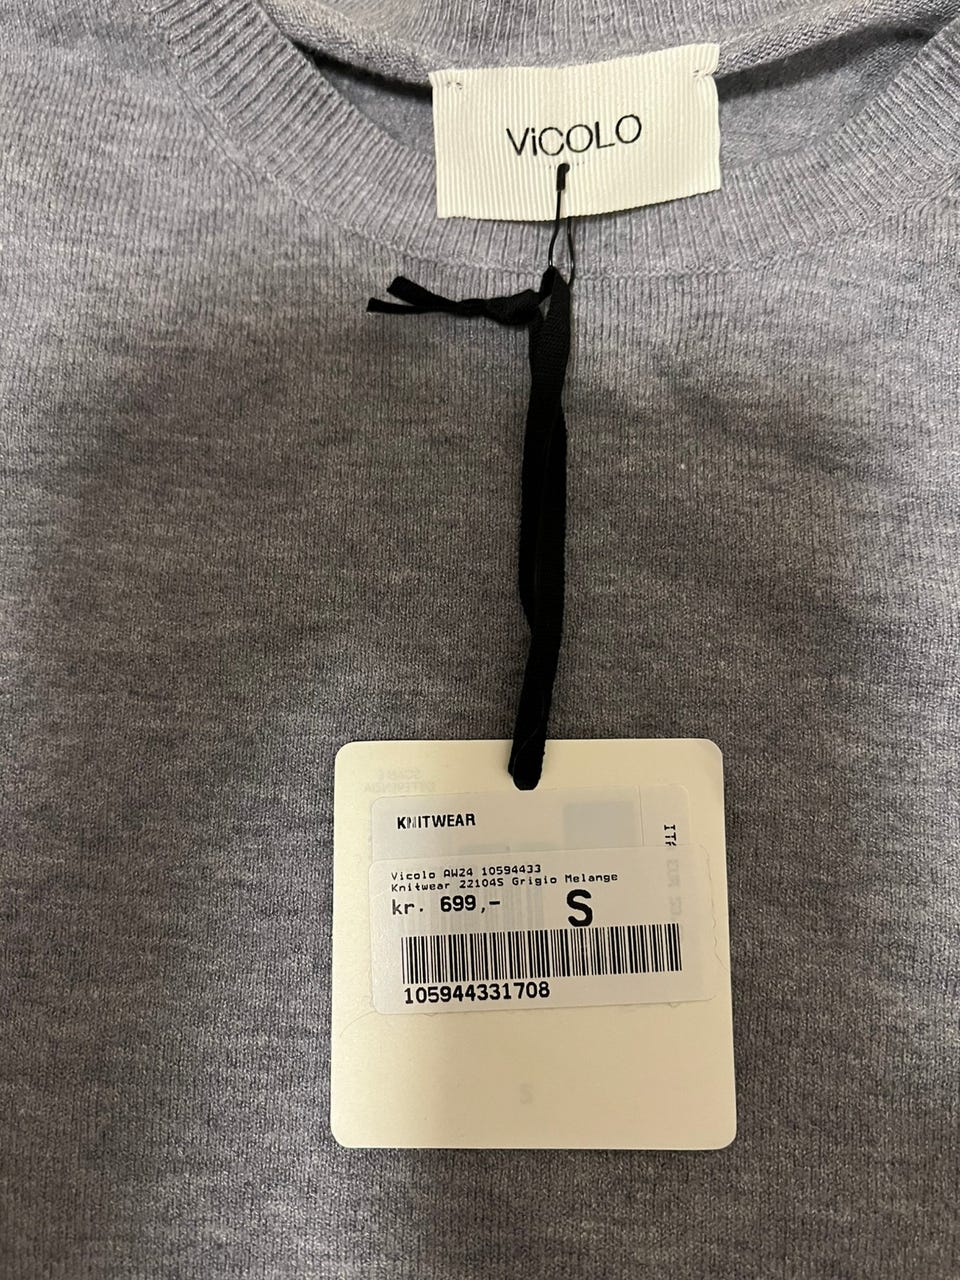 ViCOLO
KNITWEAR
Vicolo AW24 10594433
Knitwear 22104S Grigio Melange
kr. 699,-
S
105944331708